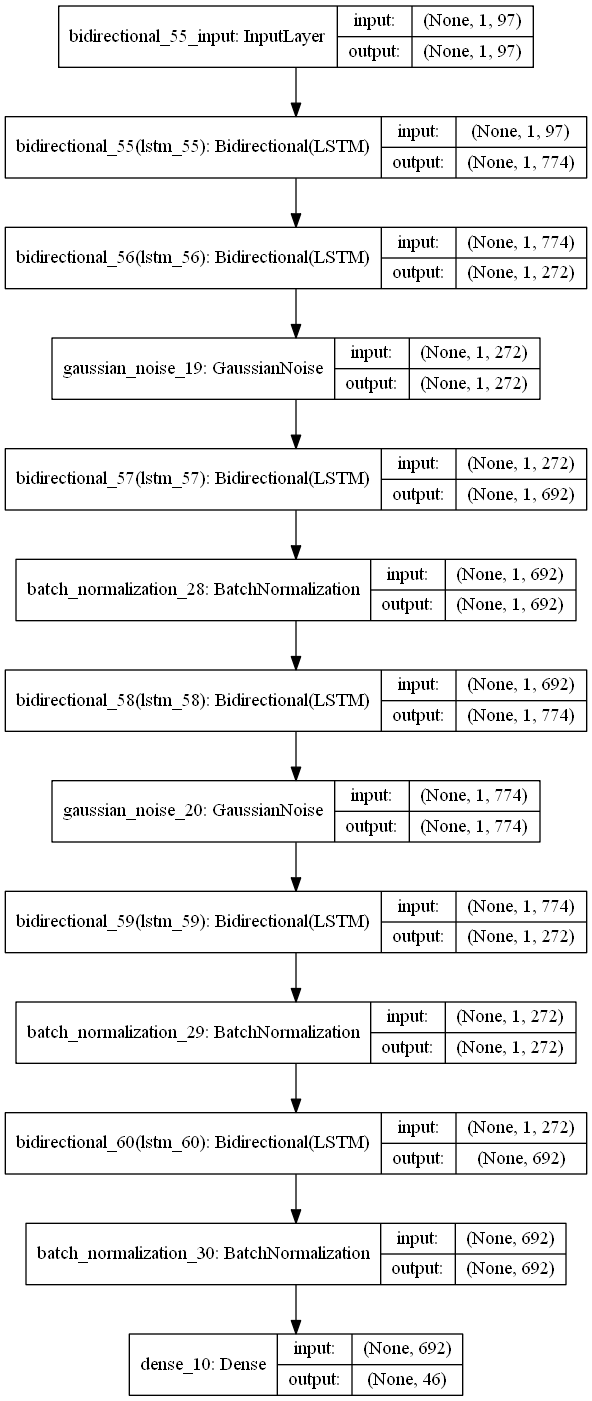 bidirectional_55_input: InputLayer input: (None, 1, 97)
output: (None, 1, 97)
bidirectional_55(lstm_55): Bidirectional(LSTM) input: (None, 1, 97)
output: (None, 1, 774)
bidirectional_56(lstm_56): Bidirectional(LSTM) input: (None, 1, 774)
output: (None, 1, 272)
gaussian_noise_19: GaussianNoise input: (None, 1, 272)
output: (None, 1, 272)
bidirectional_57(lstm_57): Bidirectional(LSTM) input: (None, 1, 272)
output: (None, 1, 692)
batch_normalization_28: BatchNormalization input: (None, 1, 692)
output: (None, 1, 692)
bidirectional_58(lstm_58): Bidirectional(LSTM) input: (None, 1, 692)
output: (None, 1, 774)
gaussian_noise_20: GaussianNoise input: (None, 1, 774)
output: (None, 1, 774)
bidirectional_59(lstm_59): Bidirectional(LSTM) input: (None, 1, 774)
output: (None, 1, 272)
batch_normalization_29: BatchNormalization input: (None, 1, 272)
output: (None, 1, 272)
bidirectional_60(lstm_60): Bidirectional(LSTM) input: (None, 1, 272)
output: (None, 692)
batch_normalization_30: BatchNormalization input: (None, 692)
output: (None, 692)
dense_10: Dense input: (None, 692)
output: (None, 46)